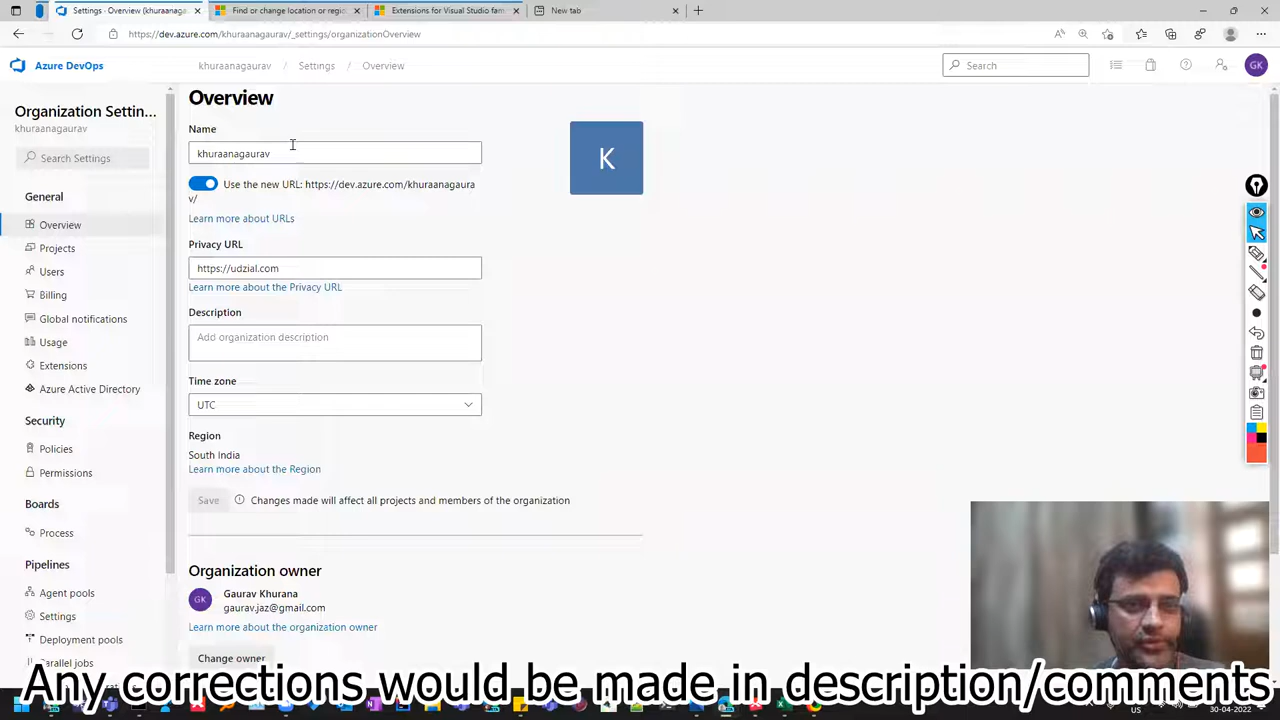 Settings - Overview (khuraanaga
Find or change location or regio
Extensions for Visual Studio fam
New tab
https://dev.azure.com/khuraanagaurav/_settings/organizationOverview
Azure DevOps
khuraanagaurav / Settings / Overview
Search
GK
Organization Settin...
khuraanagaurav
Search Settings
General
Overview
Projects
Users
Billing
Global notifications
Usage
Extensions
Azure Active Directory
Security
Policies
Permissions
Boards
Process
Pipelines
Agent pools
Settings
Deployment pools
Parallel jobs
Overview
Name
khuraanagaurav
K
Use the new URL: https://dev.azure.com/khuraanagaura
v/
Learn more about URLs
Privacy URL
https://udzial.com
Learn more about the Privacy URL
Description
Add organization description
Time zone
UTC
Region
South India
Learn more about the Region
Save
Changes made will affect all projects and members of the organization
Organization owner
GK
Gaurav Khurana
gaurav.jaz@gmail.com
Learn more about the organization owner
Change owner
Any corrections would be made in description/comments
US
30-04-2022